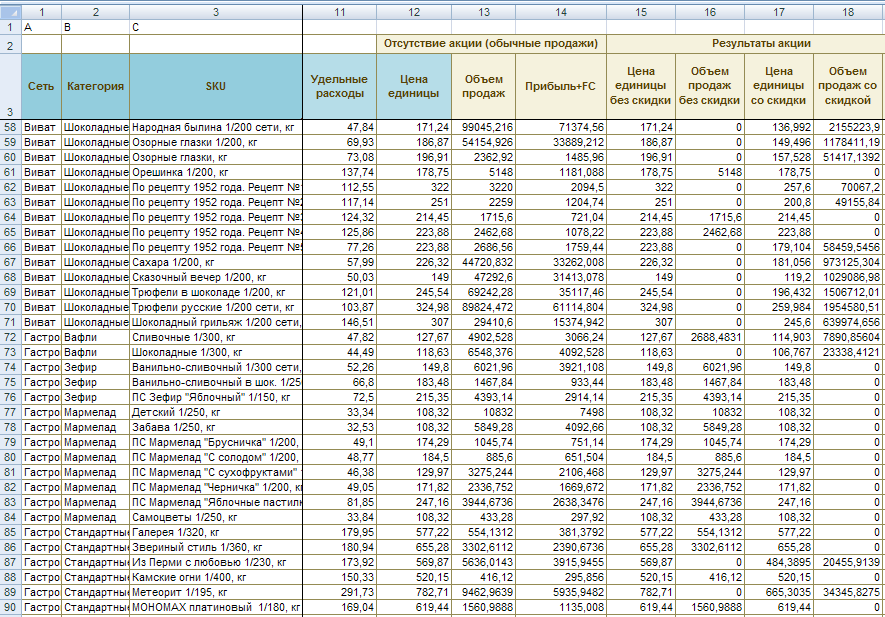 1 2 3 11 12 13 14 15 16 17 18
1 A B C
2 Отсутствие акции (обычные продажи) Результаты акции
3 Сеть Категория SKU Удельные расходы Цена единицы Объем продаж Прибыль+FC Цена единицы без скидки Объем продаж без скидки Цена единицы со скидки Объем продаж со скидкой
58 Виват Шоколадные Народная былина 1/200 сети, кг 47,84 171,24 99045,216 71374,56 171,24 0 136,992 2155223,9
59 Виват Шоколадные Озорные глазки 1/200, кг 69,93 186,87 54154,926 33889,212 186,87 0 149,496 1178411,19
60 Виват Шоколадные Озорные глазки, кг 73,08 196,91 2362,92 1485,96 196,91 0 157,528 51417,1392
61 Виват Шоколадные Орешинка 1/200, кг 137,74 178,75 5148 1181,088 178,75 5148 178,75 0
62 Виват Шоколадные По рецепту 1952 года. Рецепт № 112,55 322 3220 2094,5 322 0 257,6 70067,2
63 Виват Шоколадные По рецепту 1952 года. Рецепт № 117,14 251 2259 1204,74 251 0 200,8 49155,84
64 Виват Шоколадные По рецепту 1952 года. Рецепт № 124,32 214,45 1715,6 721,04 214,45 1715,6 214,45 0
65 Виват Шоколадные По рецепту 1952 года. Рецепт № 125,86 223,88 2462,68 1078,22 223,88 2462,68 223,88 0
66 Виват Шоколадные По рецепту 1952 года. Рецепт № 77,26 223,88 2686,56 1759,44 223,88 0 179,104 58459,5456
67 Виват Шоколадные Сахара 1/200, кг 57,99 226,32 44720,832 33262,008 226,32 0 181,056 973125,304
68 Виват Шоколадные Сказочный вечер 1/200, кг 50,03 149 47292,6 31413,078 149 0 119,2 1029086,98
69 Виват Шоколадные Трюфели в шоколаде 1/200, кг 121,01 245,54 69242,28 35117,46 245,54 0 196,432 1506712,01
70 Виват Шоколадные Трюфели русские 1/200 сети, кг 103,87 324,98 89824,472 61114,804 324,98 0 259,984 1954580,51
71 Виват Шоколадные Шоколадный грильяж 1/200 сети, 146,51 307 29410,6 15374,942 307 0 245,6 639974,656
72 Гастро Вафли Сливочные 1/300, кг 47,82 127,67 4902,528 3066,24 127,67 2688,4831 114,903 7890,85604
73 Гастро Вафли Шоколадные 1/300, кг 44,49 118,63 6548,376 4092,528 118,63 0 106,767 23338,4121
74 Гастро Зефир Ванильно-сливочный 1/300 сети, 52,26 149,8 6021,96 3921,108 149,8 6021,96 149,8 0
75 Гастро Зефир Ванильно-сливочный в шок. 1/25 66,8 183,48 1467,84 933,44 183,48 1467,84 183,48 0
76 Гастро Зефир ПС Зефир "Яблочный" 1/150, кг 72,5 215,35 4393,14 2914,14 215,35 4393,14 215,35 0
77 Гастро Мармелад Детский 1/250, кг 33,34 108,32 10832 7498 108,32 10832 108,32 0
78 Гастро Мармелад Забава 1/250, кг 32,53 108,32 5849,28 4092,66 108,32 5849,28 108,32 0
79 Гастро Мармелад ПС Мармелад "Брусничка" 1/200, 49,1 174,29 1045,74 751,14 174,29 1045,74 174,29 0
80 Гастро Мармелад ПС Мармелад "С солодом" 1/200, 48,77 184,5 885,6 651,504 184,5 885,6 184,5 0
81 Гастро Мармелад ПС Мармелад "С сухофруктами" 46,38 129,97 3275,244 2106,468 129,97 3275,244 129,97 0
82 Гастро Мармелад ПС Мармелад "Черничка" 1/200, к 49,05 171,82 2336,752 1669,672 171,82 2336,752 171,82 0
83 Гастро Мармелад ПС Мармелад "Яблочные пастил 81,85 247,16 3944,6736 2638,3476 247,16 3944,6736 247,16 0
84 Гастро Мармелад Самоцветы 1/250, кг 33,84 108,32 433,28 297,92 108,32 433,28 108,32 0
85 Гастро Стандартны Галерея 1/320, кг 179,95 577,22 554,1312 381,3792 577,22 554,1312 577,22 0
86 Гастро Стандартны Звериный стиль 1/360, кг 180,94 655,28 3302,6112 2390,6736 655,28 3302,6112 655,28 0
87 Гастро Стандартны Из Перми с любовью 1/230, кг 173,92 569,87 5636,0143 3915,9455 569,87 0 484,3895 20455,9139
88 Гастро Стандартны Камские огни 1/400, кг 150,33 520,15 416,12 295,856 520,15 416,12 520,15 0
89 Гастро Стандартны Метеорит 1/195, кг 291,73 782,71 9462,9639 5935,9482 782,71 0 665,3035 34345,8275
90 Гастро Стандартны МОНОМАХ платиновый 1/180, кг 169,04 619,44 1560,9888 1135,008 619,44 1560,9888 619,44 0